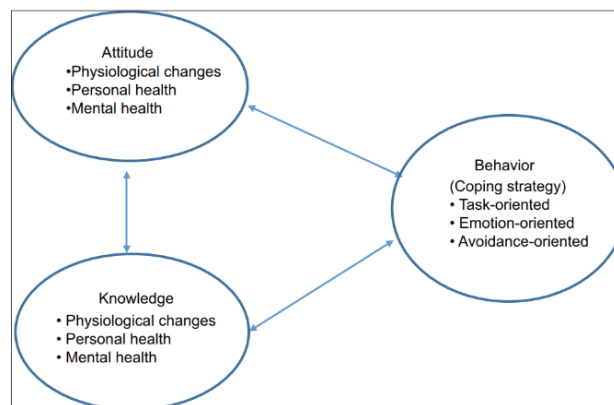 Attitude
•Physiological changes
•Personal health
•Mental health
Behavior
(Coping strategy)
• Task-oriented
• Emotion-oriented
• Avoidance-oriented
Knowledge
• Physiological changes
• Personal health
• Mental health